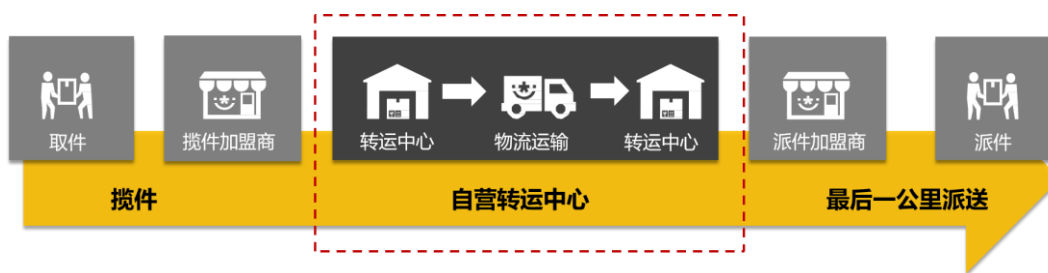 取件
揽件加盟商
转运中心
物流运输
转运中心
派件加盟商
派件
揽件
自营转运中心
最后一公里派送